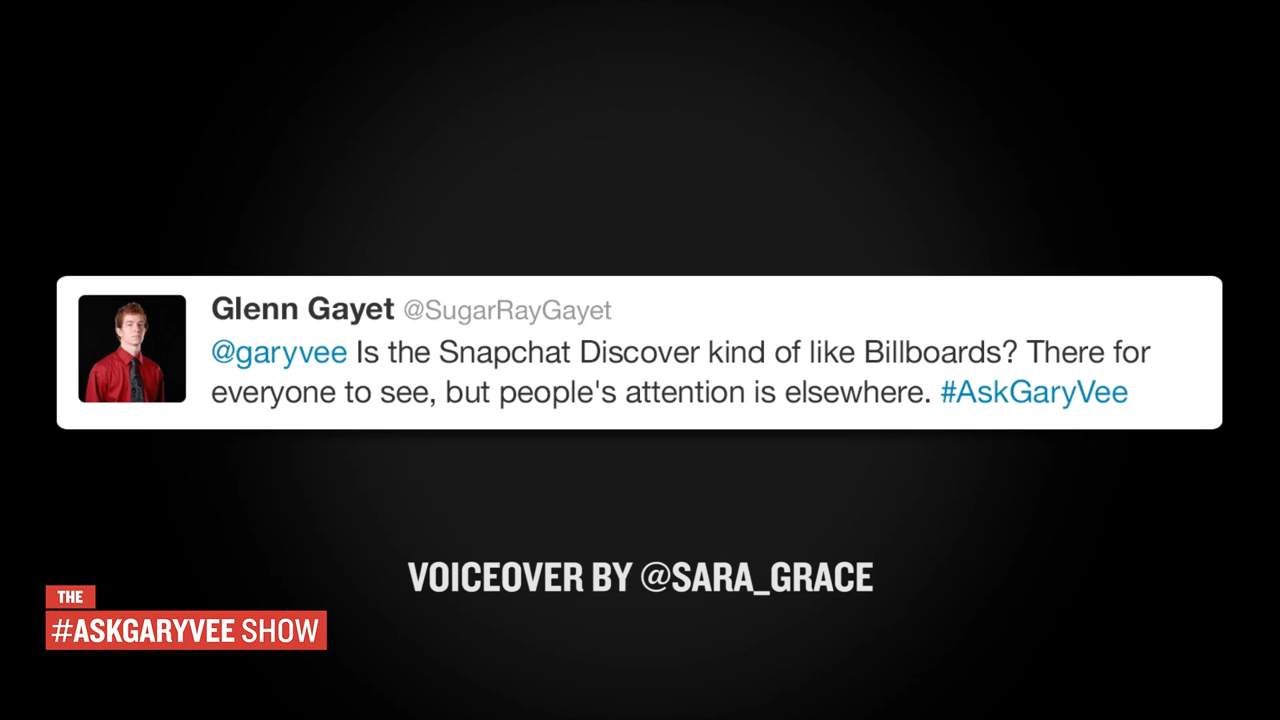 Glenn Gayet @SugarRayGayet
@garyvee Is the Snapchat Discover kind of like Billboards? There for
everyone to see, but people's attention is elsewhere. #AskGaryVee
VOICEOVER BY @SARA_GRACE
THE
#ASKGARYVEE SHOW